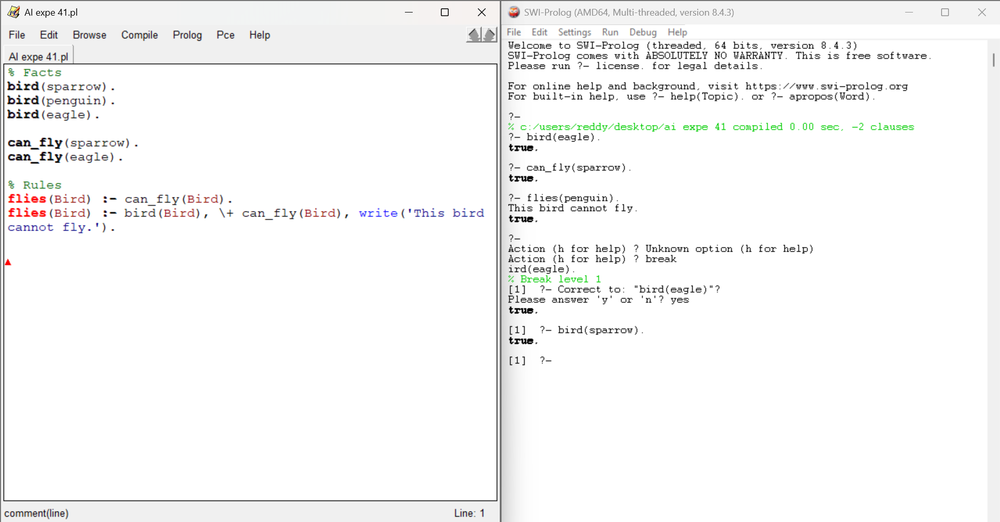 AI expe 41.pl
File Edit Browse Compile Prolog Pce Help
AI expe 41.pl
% Facts
bird(sparrow).
bird(penguin).
bird(eagle).
can_fly(sparrow).
can_fly(eagle).
% Rules
flies(Bird) :- can_fly(Bird).
flies(Bird) :- bird(Bird), \+ can_fly(Bird), write('This bird
cannot fly.').
comment(line)
Line: 1
SWI-Prolog (AMD64, Multi-threaded, version 8.4.3)
File Edit Settings Run Debug Help
Welcome to SWI-Prolog (threaded, 64 bits, version 8.4.3)
SWI-Prolog comes with ABSOLUTELY NO WARRANTY. This is free software.
Please run ?- license. for legal details.
For online help and background, visit https://www.swi-prolog.org
For built-in help, use ?- help(Topic). or ?- apropos(Word).
?-
% c:/users/reddy/desktop/ai expe 41 compiled 0.00 sec, -2 clauses
?- bird(eagle).
true.
?- can_fly(sparrow).
true.
?- flies(penguin).
This bird cannot fly.
true.
?-
Action (h for help) ? Unknown option (h for help)
Action (h for help) ? break
ird(eagle).
% Break level 1
[1]  ?- Correct to: "bird(eagle)"?
Please answer 'y' or 'n'? yes
true.
[1]  ?- bird(sparrow).
true.
[1]  ?-